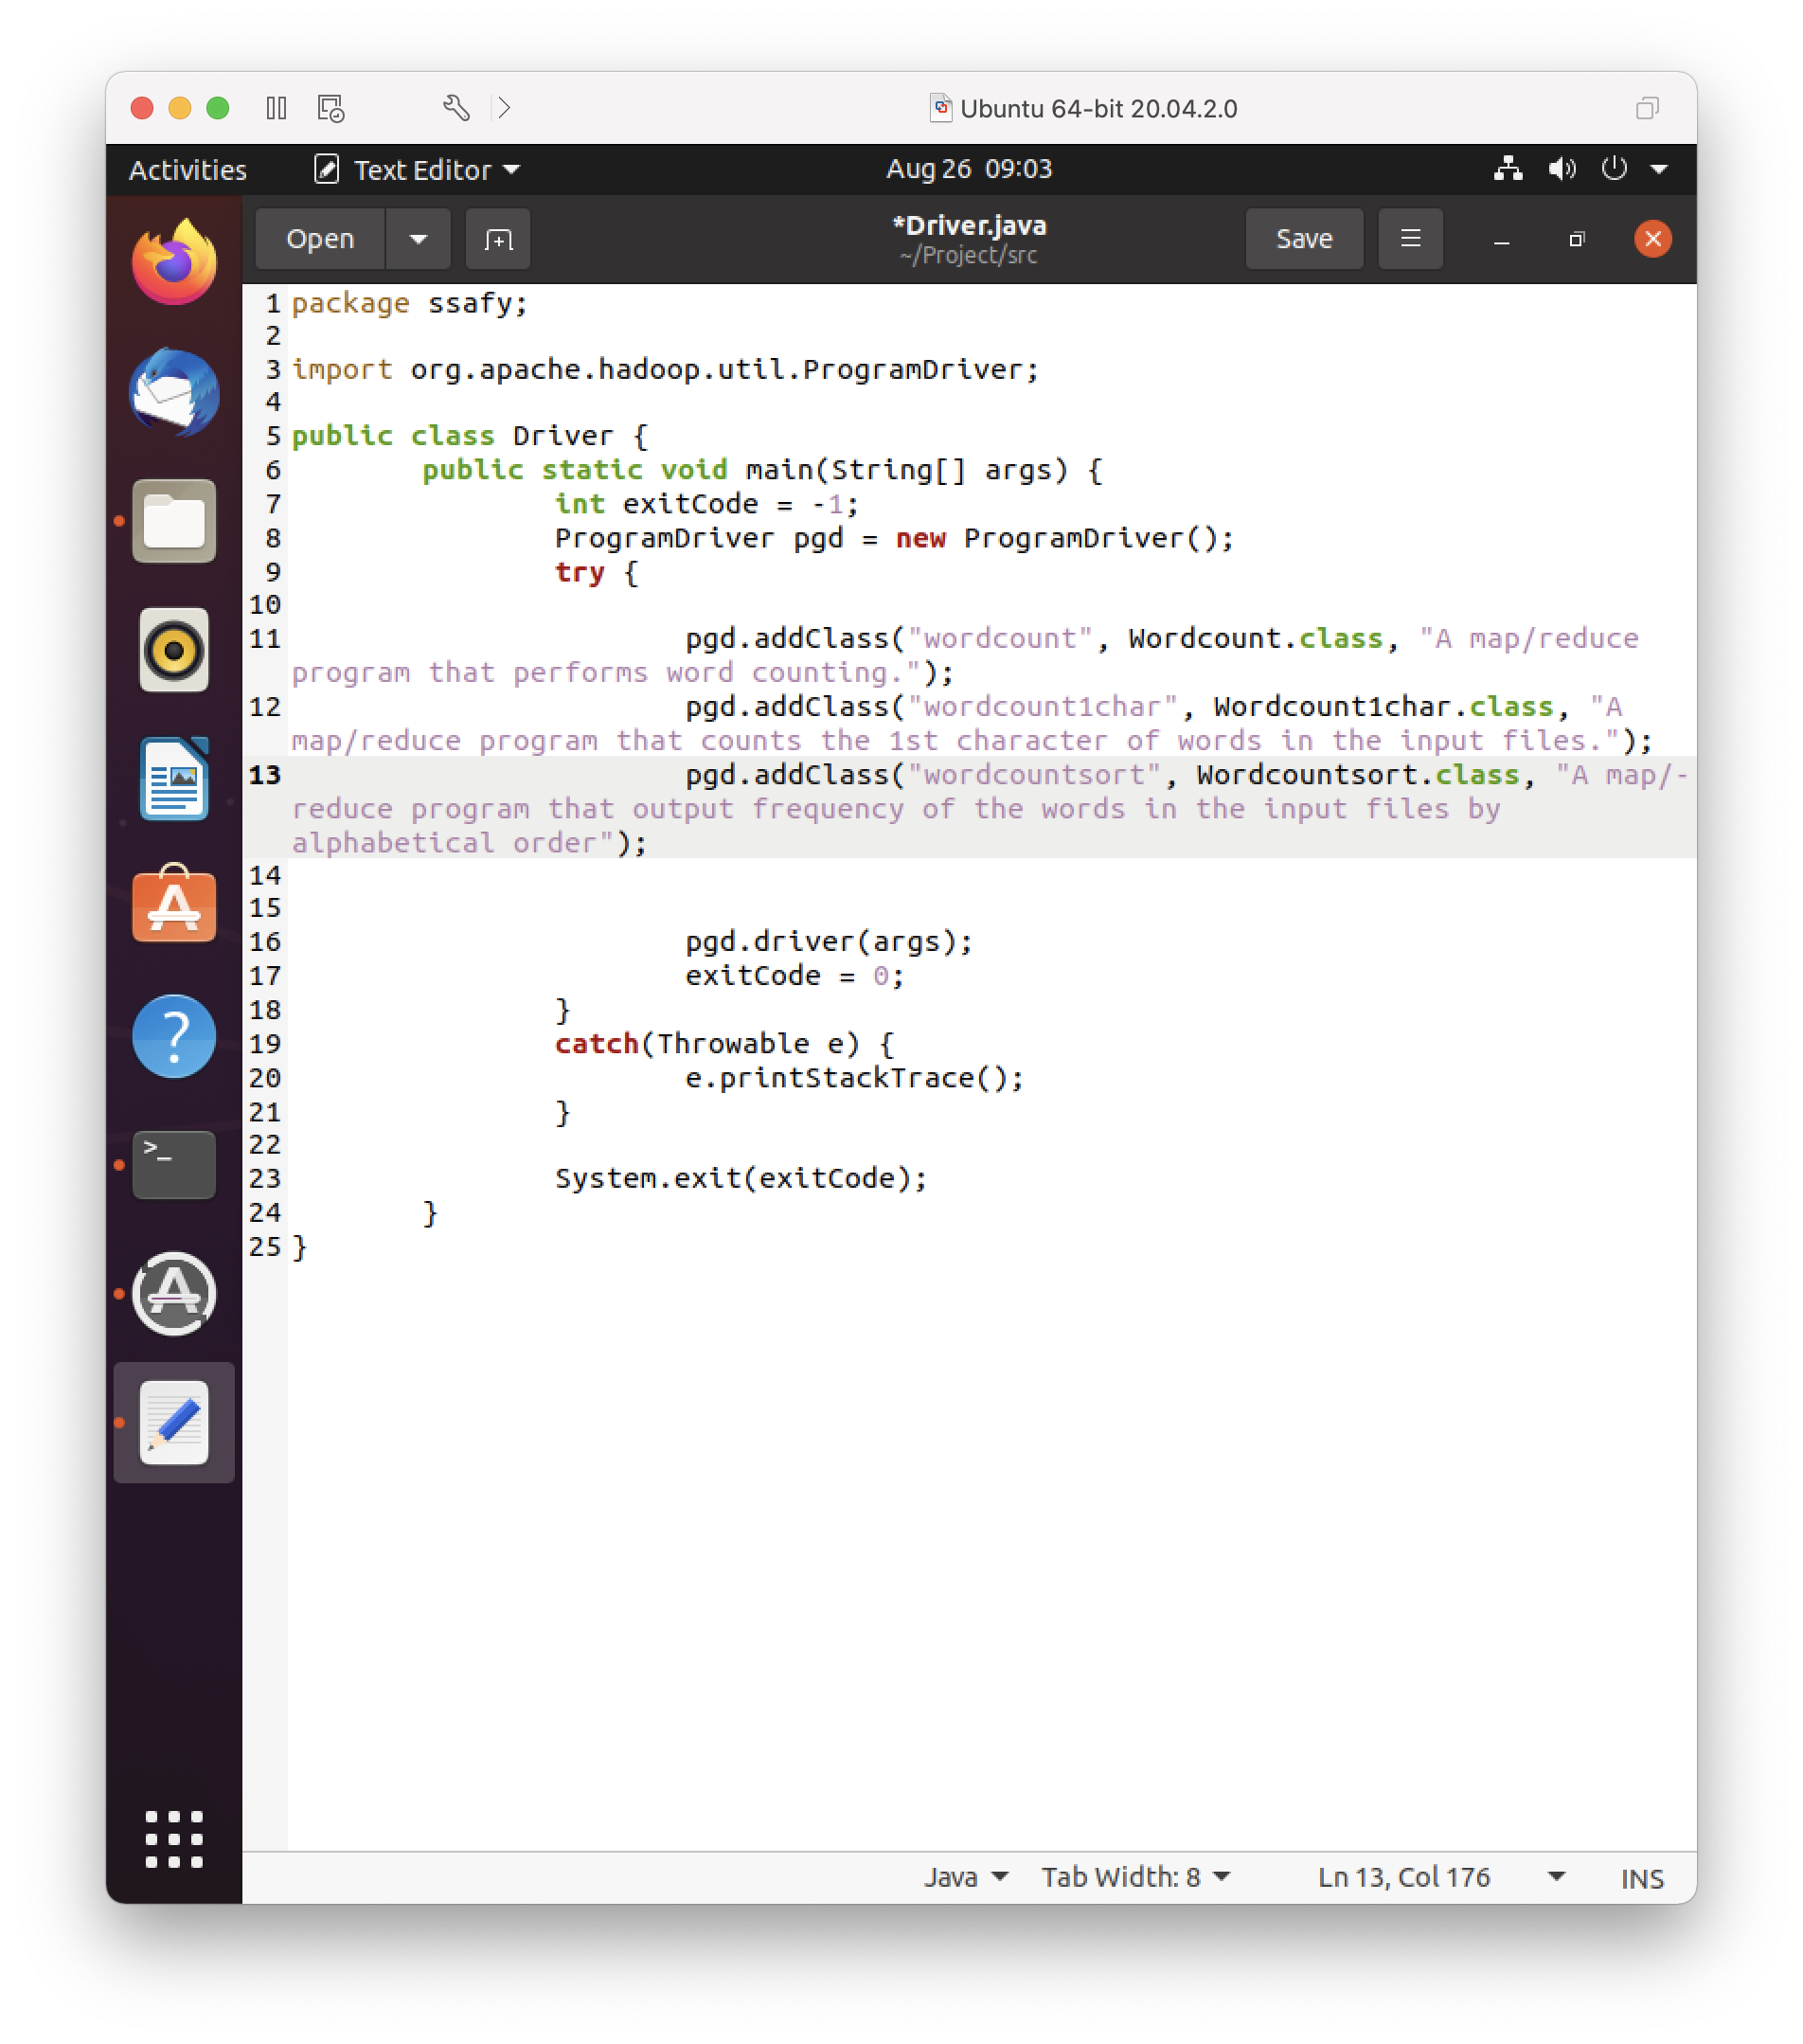 Ubuntu 64-bit 20.04.2.0
Activities Text Editor Aug 26 09:03
Open *Driver.java Save
~/Project/src
1 package ssafy;
2
3 import org.apache.hadoop.util.ProgramDriver;
4
5 public class Driver {
6 public static void main(String[] args) {
7 int exitCode = -1;
8 ProgramDriver pgd = new ProgramDriver();
9 try {
10
11 pgd.addClass("wordcount", Wordcount.class, "A map/reduce
program that performs word counting.");
12 pgd.addClass("wordcount1char", Wordcount1char.class, "A
map/reduce program that counts the 1st character of words in the input files.");
13 pgd.addClass("wordcountsort", Wordcountsort.class, "A map/-
reduce program that output frequency of the words in the input files by
alphabetical order");
14
15
16 pgd.driver(args);
17 exitCode = 0;
18 }
19 catch(Throwable e) {
20 e.printStackTrace();
21 }
22
23 System.exit(exitCode);
24 }
25 }
Java Tab Width: 8 Ln 13, Col 176 INS